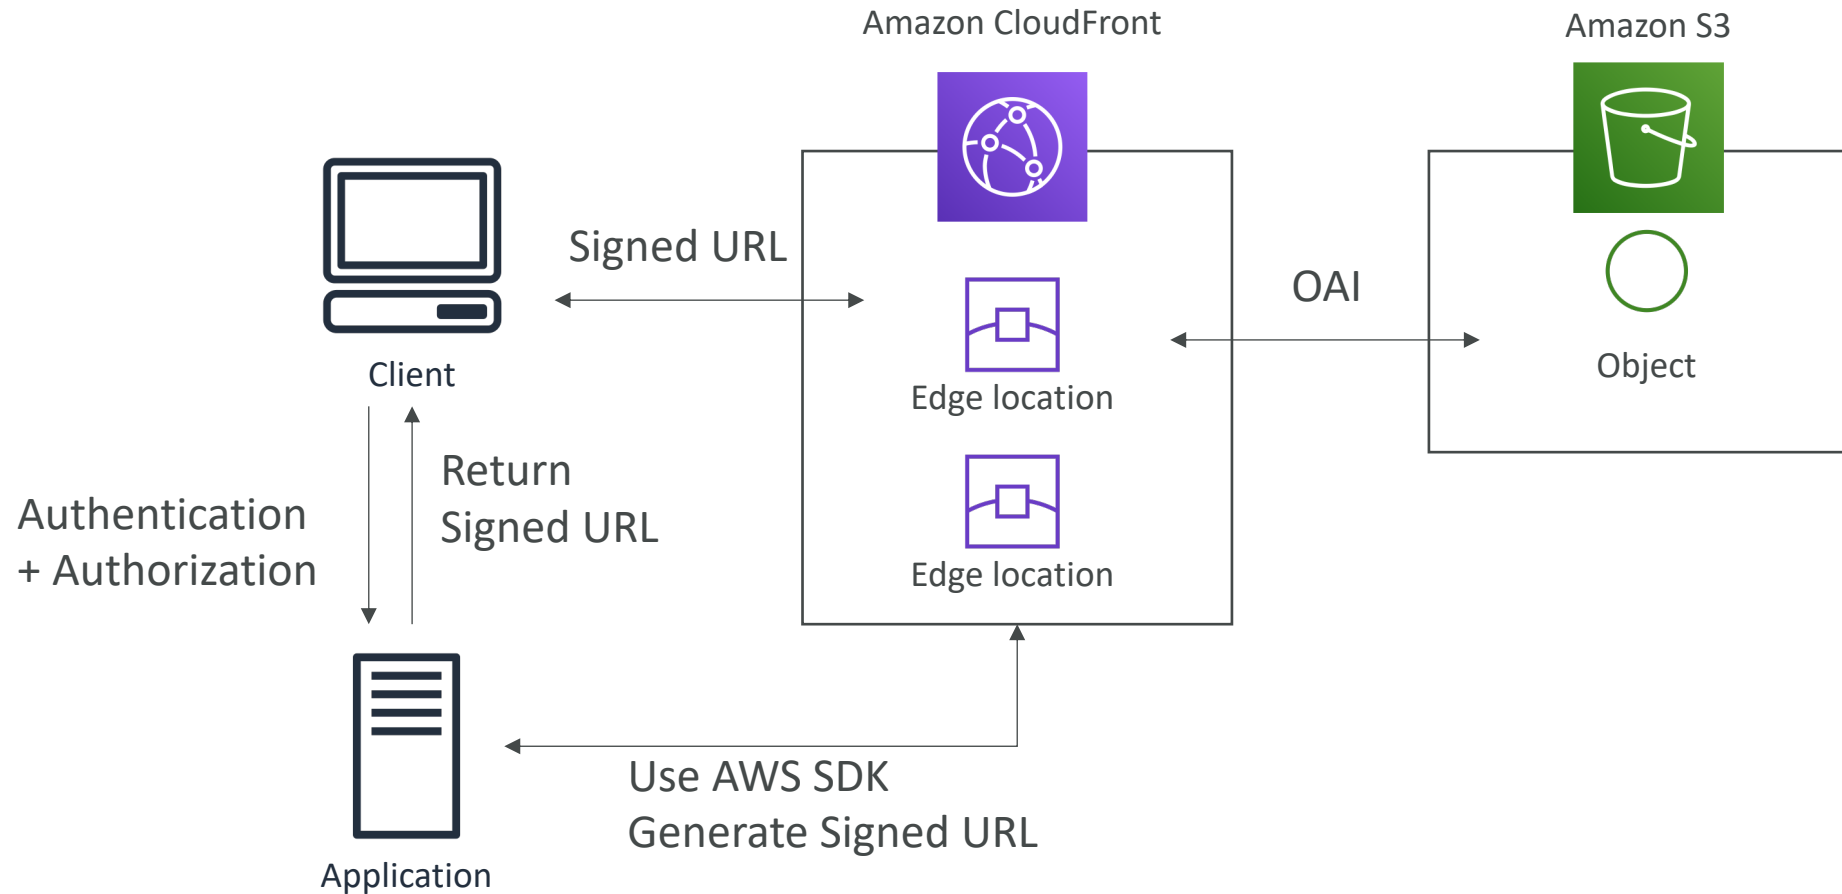 Amazon CloudFront
Amazon S3
Signed URL
OAI
Client
Object
Edge location
Return
Signed URL
Authentication
+ Authorization
Edge location
Use AWS SDK
Generate Signed URL
Application